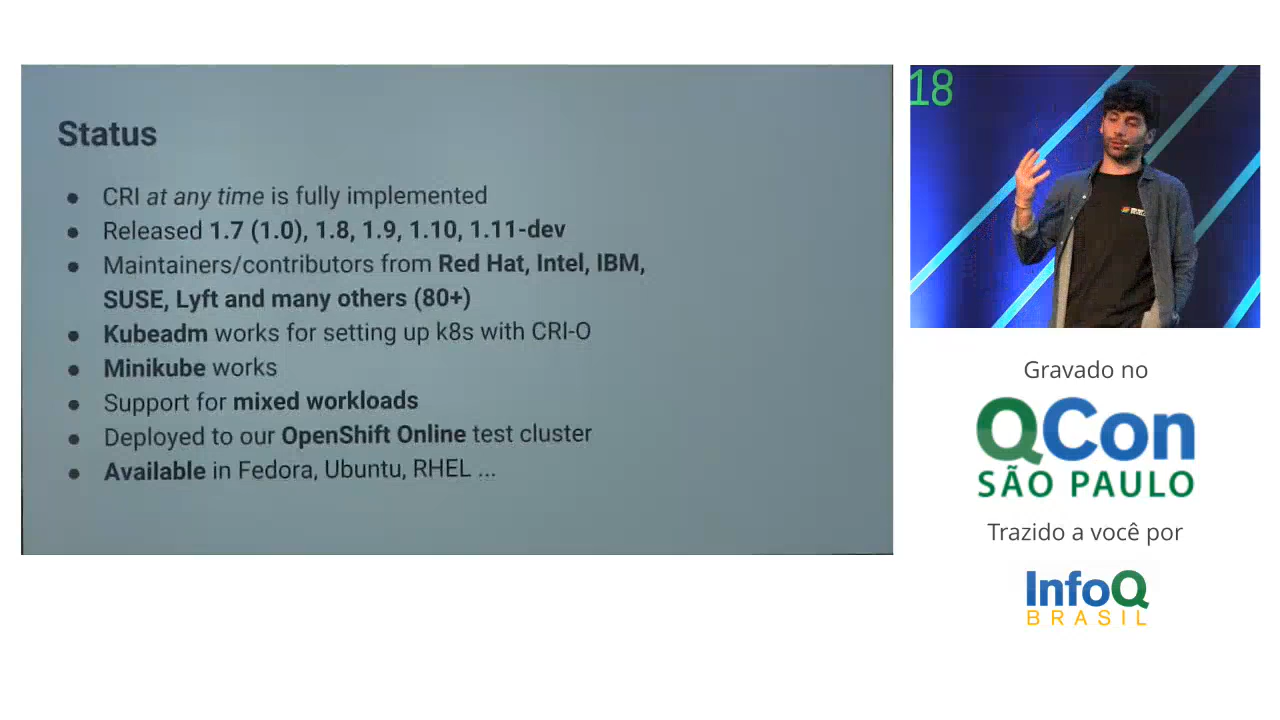 Status
CRI at any time is fully implemented
Released 1.7 (1.0), 1.8, 1.9, 1.10, 1.11-dev
Maintainers/contributors from Red Hat, Intel, IBM,
SUSE, Lyft and many others (80+)
Kubeadm works for setting up k8s with CRI-O
Minikube works
Support for mixed workloads
Deployed to our OpenShift Online test cluster
Available in Fedora, Ubuntu, RHEL ...
18
Gravado no
QCon
SÃO PAULO
Trazido a você por
InfoQ
BRASIL